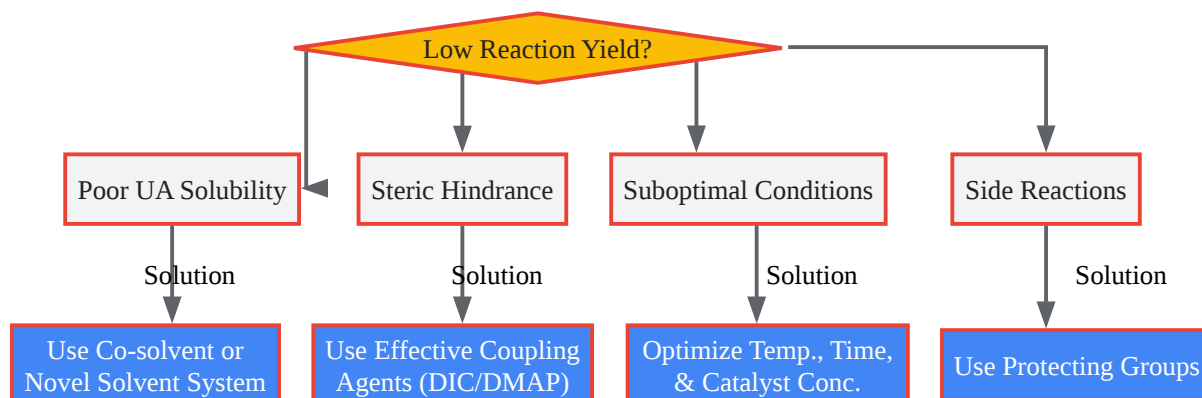 Low Reaction Yield?
Poor UA Solubility
Steric Hindrance
Suboptimal Conditions
Side Reactions
Solution
Solution
Solution
Solution
Use Co-solvent or
Novel Solvent System
Use Effective Coupling
Agents (DIC/DMAP)
Optimize Temp., Time,
& Catalyst Conc.
Use Protecting Groups